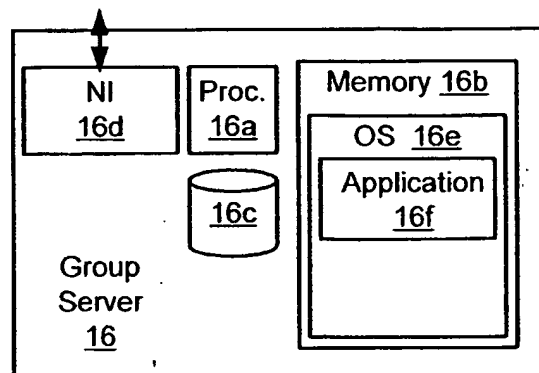 NI
16d
Proc.
16a
Memory 16b
OS 16e
Application
16f
16c
Group
Server
16